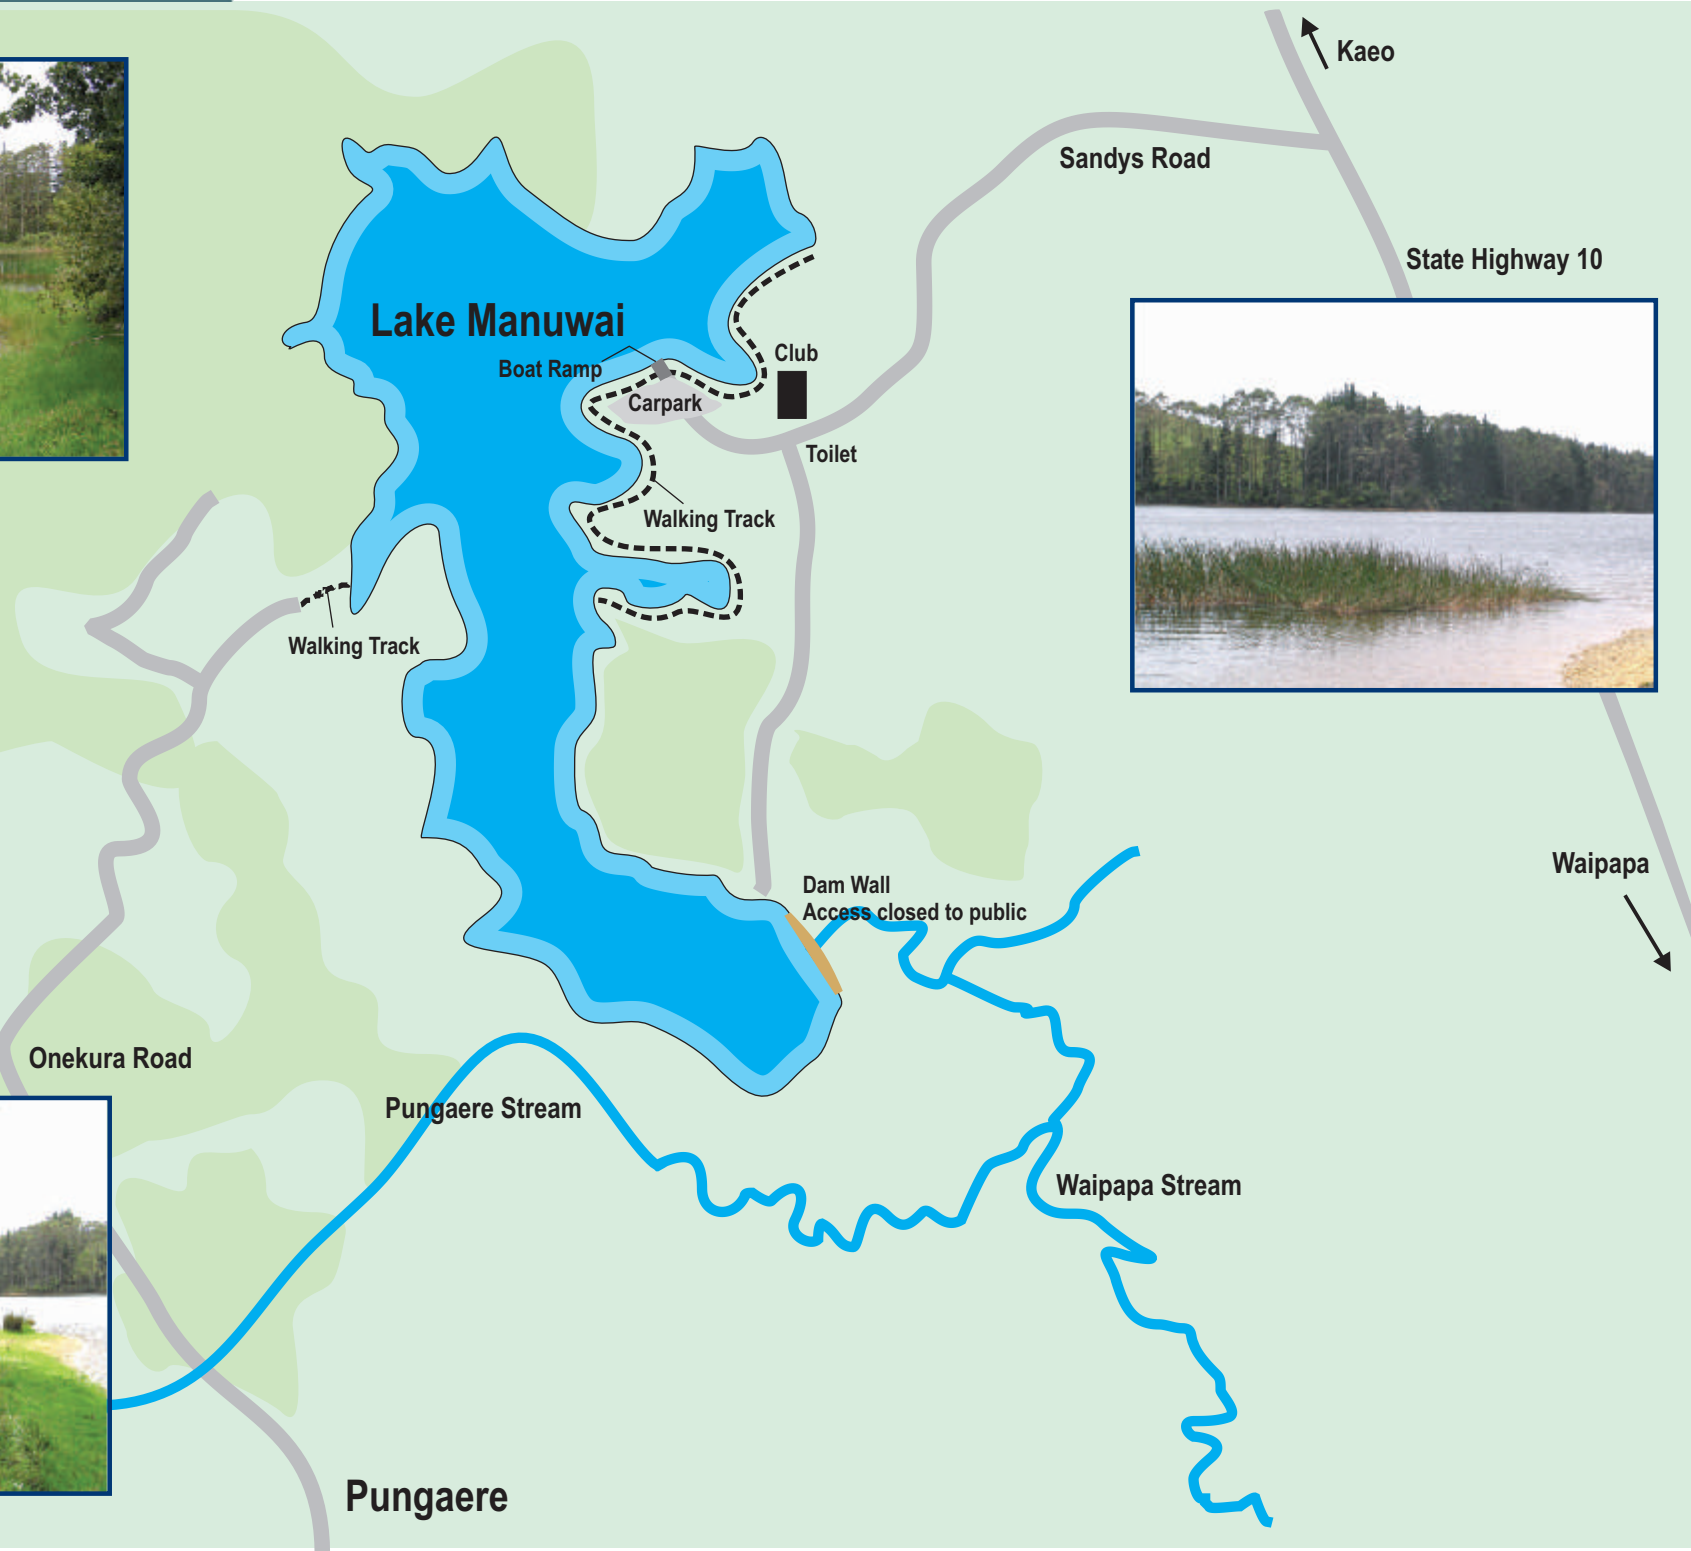 Kaeo
Sandys Road
State Highway 10
Lake Manuwai
Boat Ramp
Club
Carpark
Toilet
Walking Track
Walking Track
Waipapa
Dam Wall
Access closed to public
Onekura Road
Pungaere Stream
Waipapa Stream
Pungaere